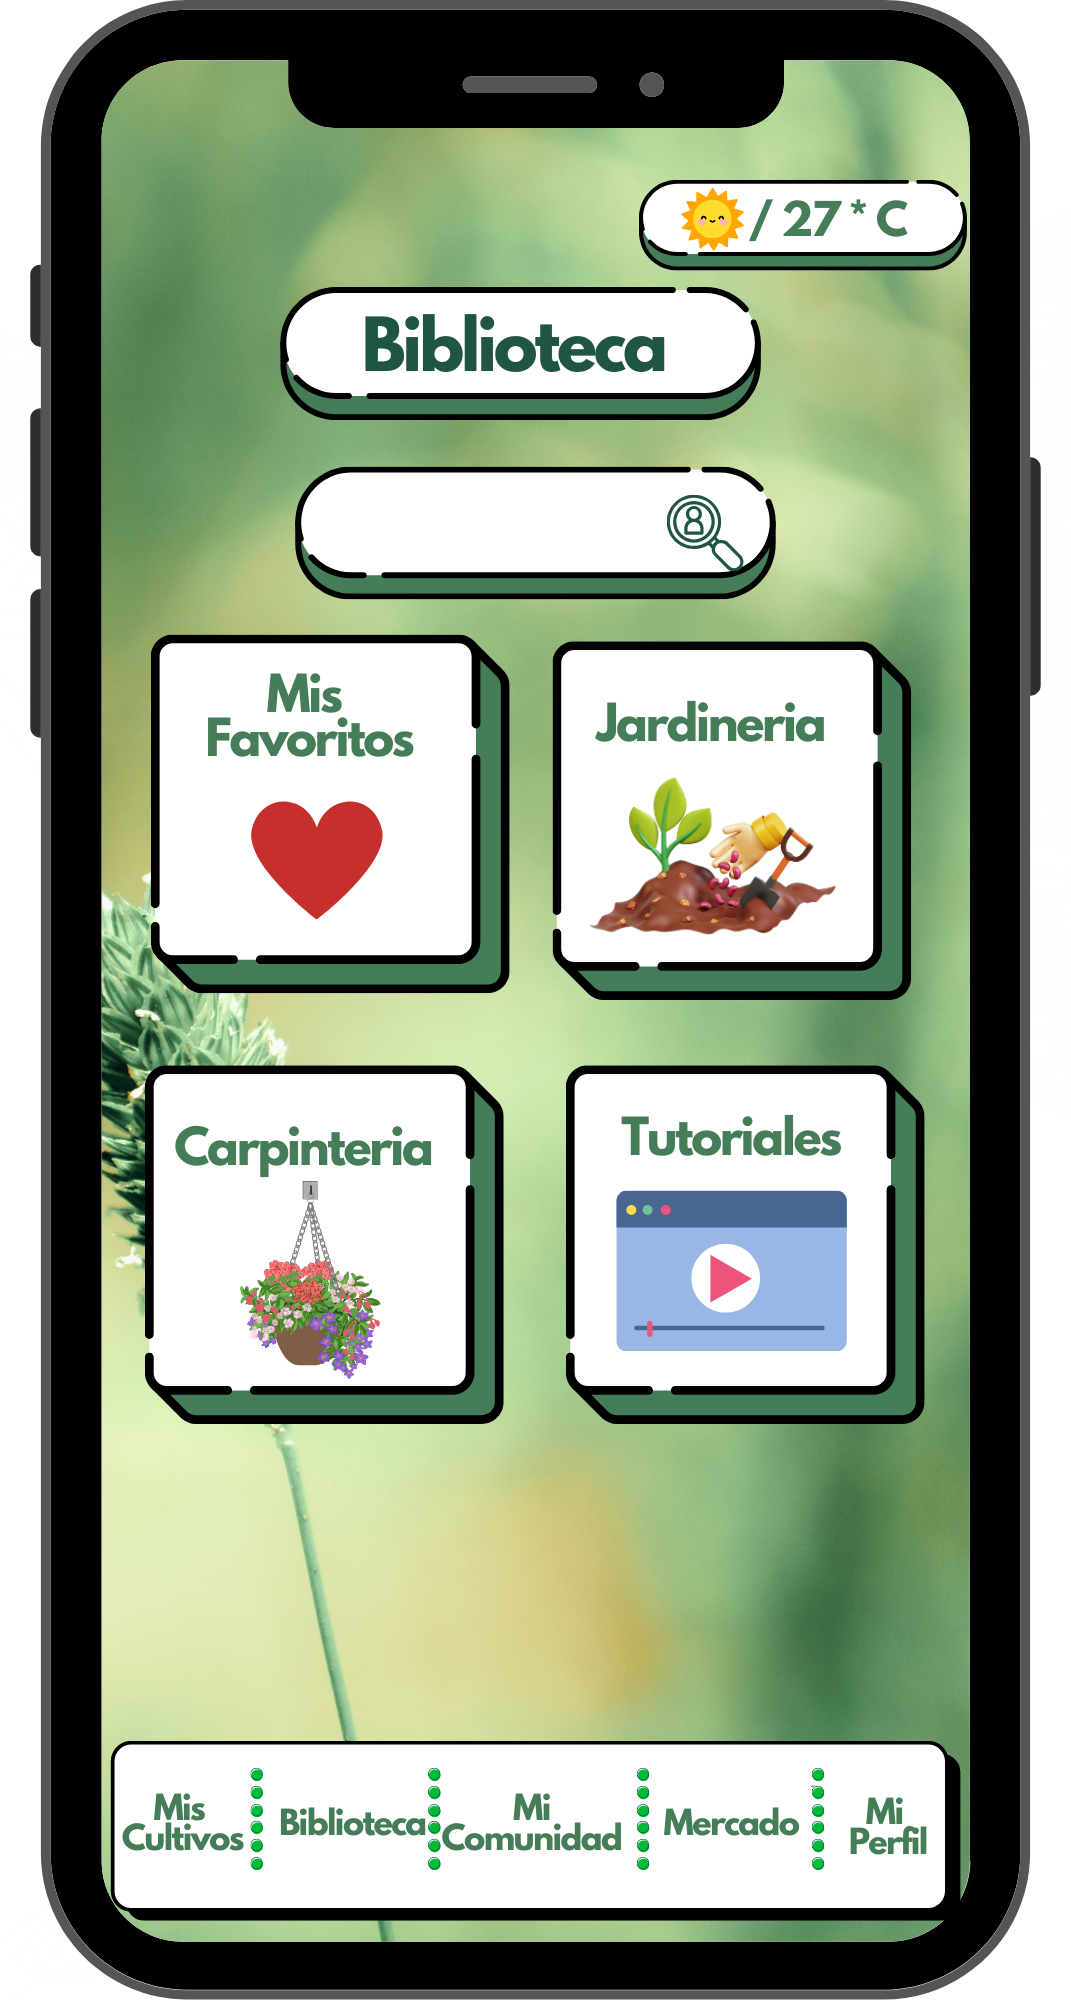 / 27 * C
Biblioteca
Mis
Favoritos
Jardineria
Carpinteria
Tutoriales
Mis
Cultivos
Biblioteca
Mi
Comunidad
Mercado
Mi
Perfil